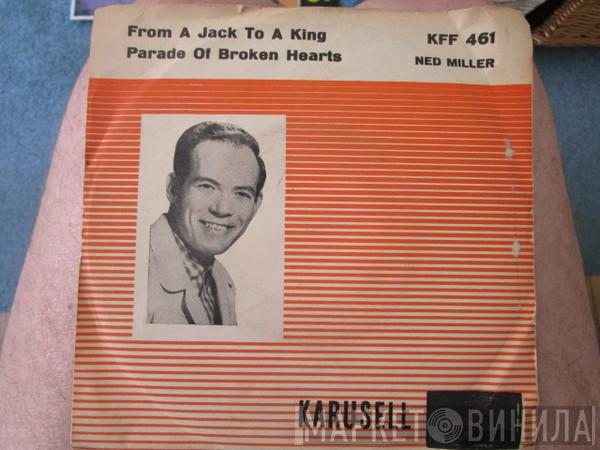 From A Jack To A King
Parade Of Broken Hearts
KFF 461
NED MILLER
KARUSELL
МАРКЕТ ВИНИЛА